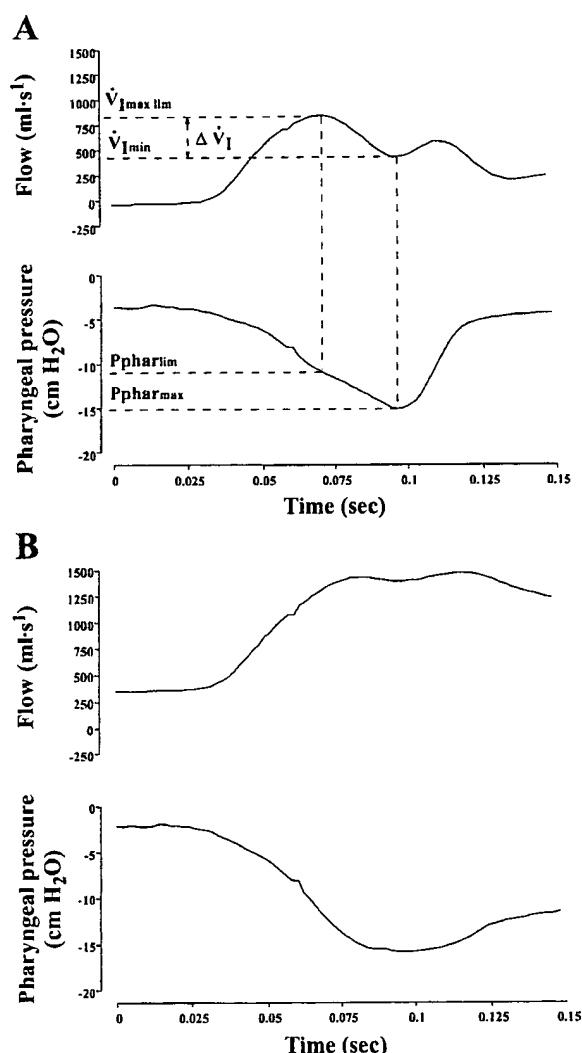 A
Flow (ml·s¹)
1500
1250
1000
750
500
250
0
-250
V̇Imax lim
V̇Imin
Δ V̇I
Pharyngeal pressure
(cm H₂O)
0
-5
-10
-15
-20
Ppharlim
Ppharmax
0 0.025 0.05 0.075 0.1 0.125 0.15
Time (sec)
B
Flow (ml·s¹)
1500
1250
1000
750
500
250
0
-250
Pharyngeal pressure
(cm H₂O)
0
-5
-10
-15
-20
0 0.025 0.05 0.075 0.1 0.125 0.15
Time (sec)